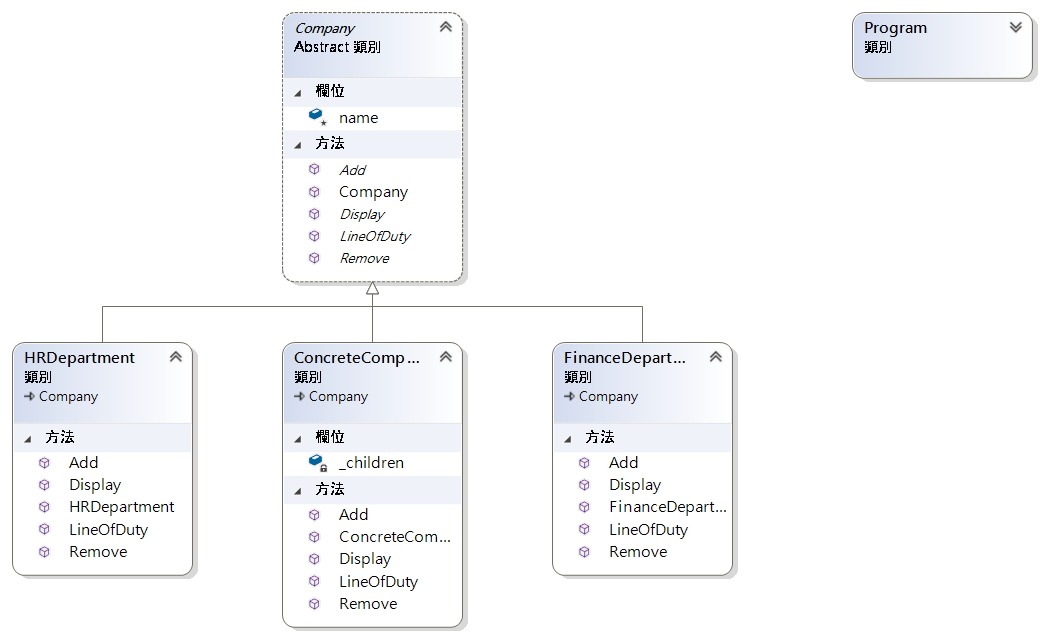 Company
Abstract 類別
欄位
name
方法
Add
Company
Display
LineOfDuty
Remove
Program
類別
HRDepartment
類別
Company
方法
Add
Display
HRDepartment
LineOfDuty
Remove
ConcreteComp...
類別
Company
欄位
_children
方法
Add
ConcreteCom...
Display
LineOfDuty
Remove
FinanceDepart...
類別
Company
方法
Add
Display
FinanceDepart...
LineOfDuty
Remove